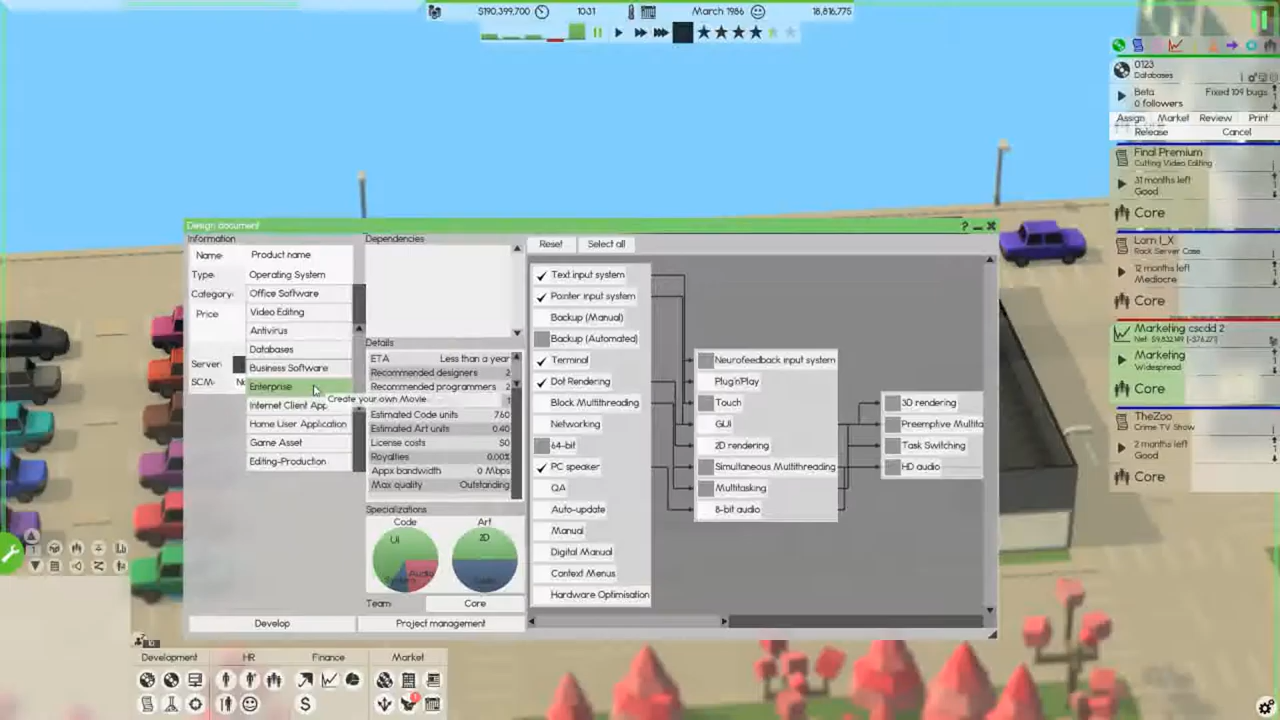 $190,399,700
10:31
March 1986
18,816,775
0123
Databases
Beta
Fixed 109 bugs
0 followers
Assign Market Review Print
Release Cancel
Final Premium
Cutting Video Editing
31 months left
Good
Core
Rack Server Case
12 months left
Mediocre
Core
Marketing cscdd 2
Marketing
Widespread
Core
TheZoo
Crime TV Show
2 months left
Good
Core
Design document
? _ x
Information
Name: Product name
Type: Operating System
Category:
Price
Server:
SCM:
Office Software
Video Editing
Antivirus
Databases
Business Software
Enterprise
Create your own Movie
Internet Client App
Home User Application
Game Asset
Editing-Production
Dependencies
Details
ETA Less than a year
Recommended designers 2
Recommended programmers 2
1
Estimated Code units 760
Estimated Art units 0.40
License costs $0
Royalties 0.00%
Appx bandwidth 0 Mbps
Max quality Outstanding
Specializations
Code Art
UI
Audio
2D
Team: Core
Develop
Project management
Reset Select all
Text input system
Pointer input system
Backup (Manual)
Backup (Automated)
Terminal
Dot Rendering
Block Multithreading
Networking
64-bit
PC speaker
QA
Auto-update
Manual
Digital Manual
Context Menus
Hardware Optimisation
Neurofeedback input system
Plug'n'Play
Touch
GUI
2D rendering
Simultaneous Multithreading
Multitasking
8-bit audio
3D rendering
Preemptive Multita
Task Switching
HD audio
Development HR Finance Market